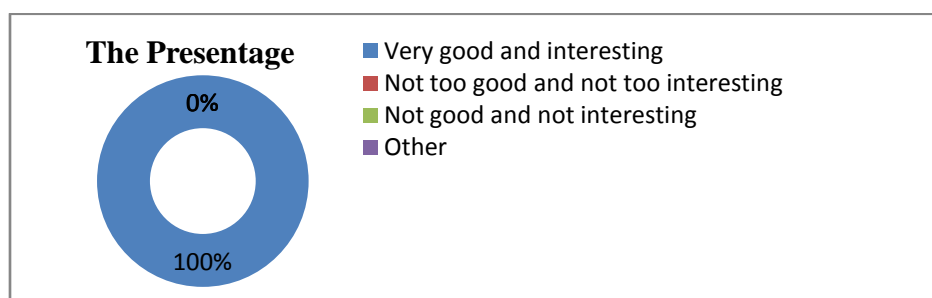 The Presentage
0%
100%
Very good and interesting
Not too good and not too interesting
Not good and not interesting
Other